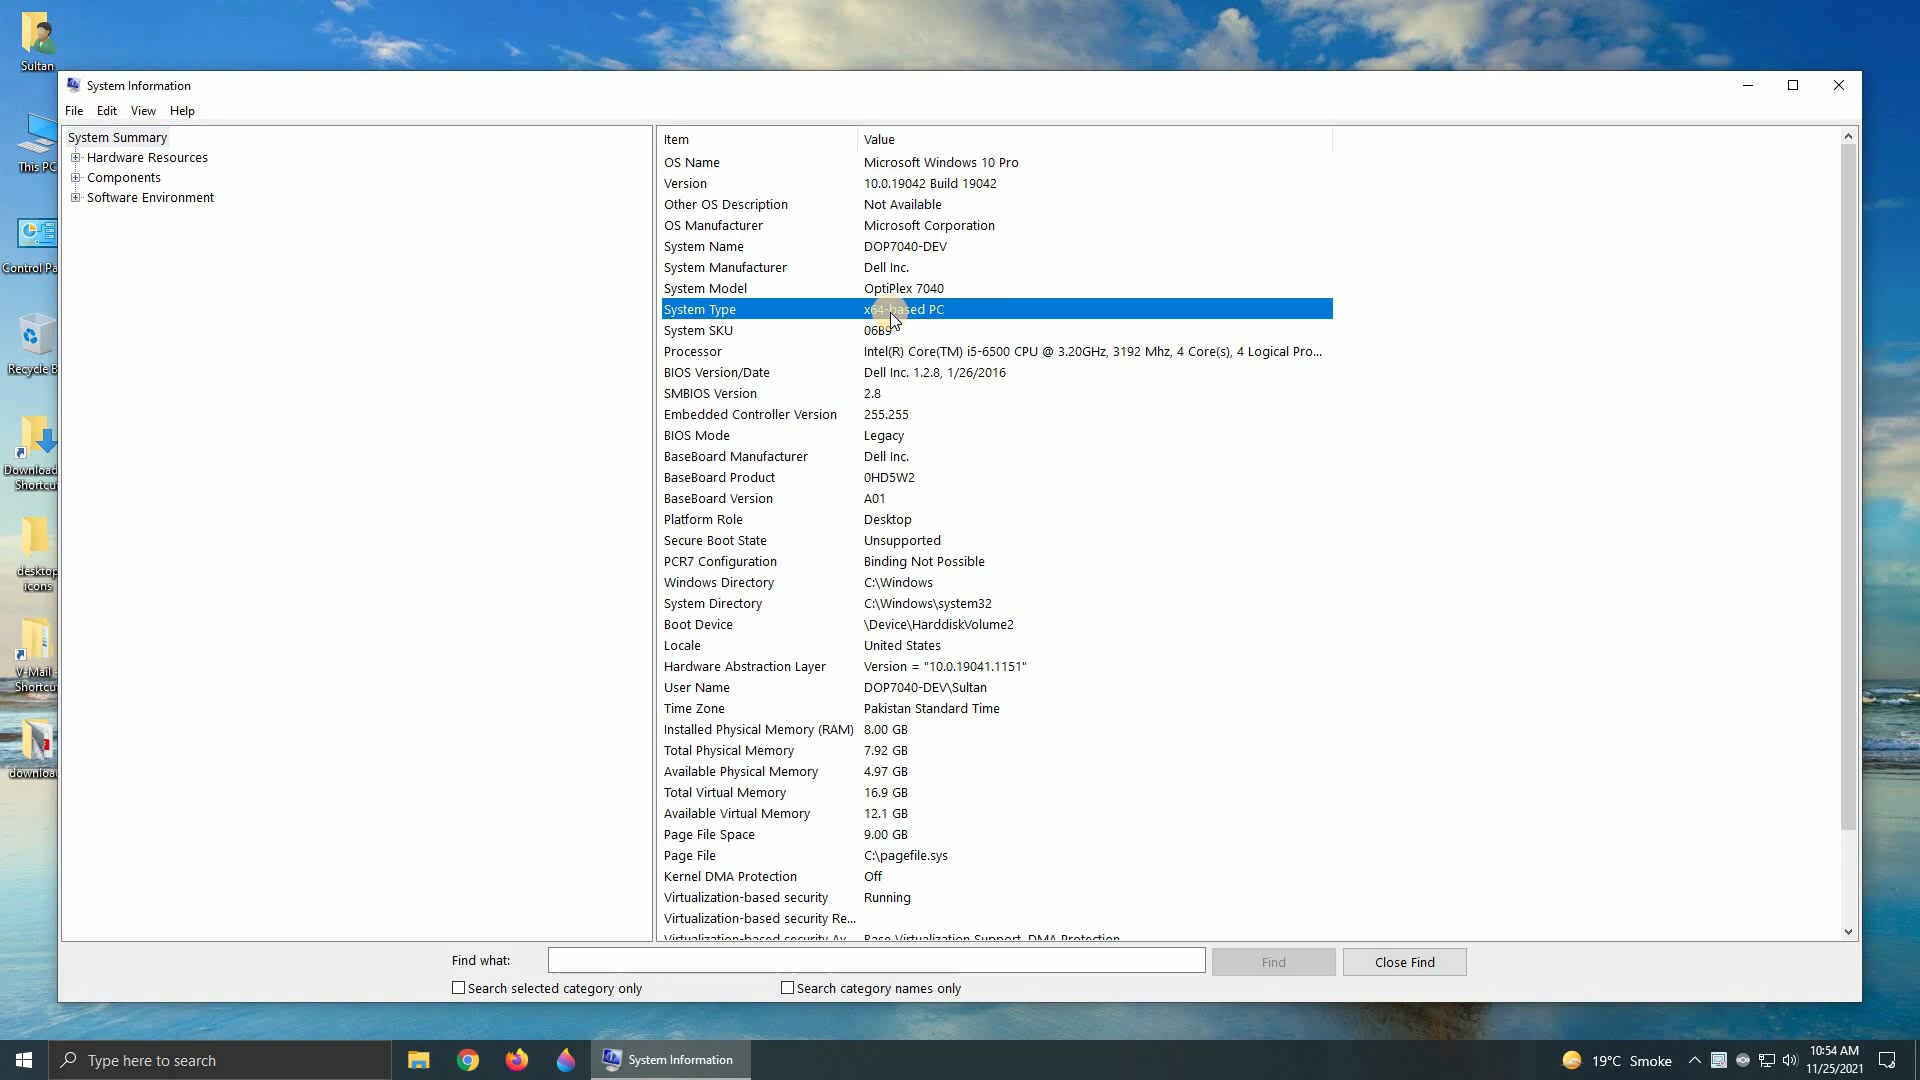 Sultan
System Information
File Edit View Help
System Summary
Hardware Resources
Components
Software Environment
This PC
Control Pa
Recycle B
Download
Shortcu
desktop
icons
V-Mail -
Shortcu
downloa
Item Value
OS Name Microsoft Windows 10 Pro
Version 10.0.19042 Build 19042
Other OS Description Not Available
OS Manufacturer Microsoft Corporation
System Name DOP7040-DEV
System Manufacturer Dell Inc.
System Model OptiPlex 7040
System Type x64-based PC
System SKU 06B9
Processor Intel(R) Core(TM) i5-6500 CPU @ 3.20GHz, 3192 Mhz, 4 Core(s), 4 Logical Pro...
BIOS Version/Date Dell Inc. 1.2.8, 1/26/2016
SMBIOS Version 2.8
Embedded Controller Version 255.255
BIOS Mode Legacy
BaseBoard Manufacturer Dell Inc.
BaseBoard Product 0HD5W2
BaseBoard Version A01
Platform Role Desktop
Secure Boot State Unsupported
PCR7 Configuration Binding Not Possible
Windows Directory C:\Windows
System Directory C:\Windows\system32
Boot Device \Device\HarddiskVolume2
Locale United States
Hardware Abstraction Layer Version = "10.0.19041.1151"
User Name DOP7040-DEV\Sultan
Time Zone Pakistan Standard Time
Installed Physical Memory (RAM) 8.00 GB
Total Physical Memory 7.92 GB
Available Physical Memory 4.97 GB
Total Virtual Memory 16.9 GB
Available Virtual Memory 12.1 GB
Page File Space 9.00 GB
Page File C:\pagefile.sys
Kernel DMA Protection Off
Virtualization-based security Running
Virtualization-based security Re...
Virtualization-based security Av... Base Virtualization Support, DMA Protection
Find what: Find Close Find
Search selected category only Search category names only
Type here to search System Information 19°C Smoke 10:54 AM
11/25/2021